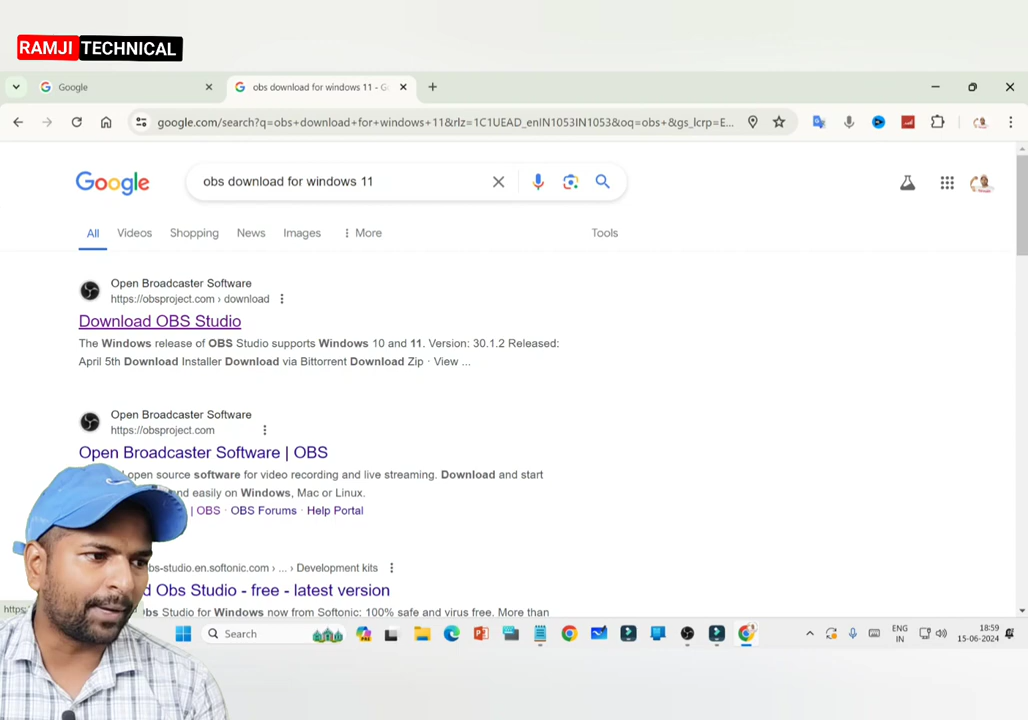 RAMJI TECHNICAL
Google
obs download for windows 11 - G
google.com/search?q=obs+download+for+windows+11&rlz=1C1UEAD_enIN1053IN1053&oq=obs+&gs_lcrp=E...
Google
obs download for windows 11
All Videos Shopping News Images More Tools
Open Broadcaster Software
https://obsproject.com › download
Download OBS Studio
The Windows release of OBS Studio supports Windows 10 and 11. Version: 30.1.2 Released:
April 5th Download Installer Download via Bittorrent Download Zip · View ...
Open Broadcaster Software
https://obsproject.com
Open Broadcaster Software | OBS
open source software for video recording and live streaming. Download and start
and easily on Windows, Mac or Linux.
| OBS · OBS Forums · Help Portal
bs-studio.en.softonic.com › ... › Development kits
d Obs Studio - free - latest version
Obs Studio for Windows now from Softonic: 100% safe and virus free. More than
https:
Search
ENG
IN
18:59
15-06-2024